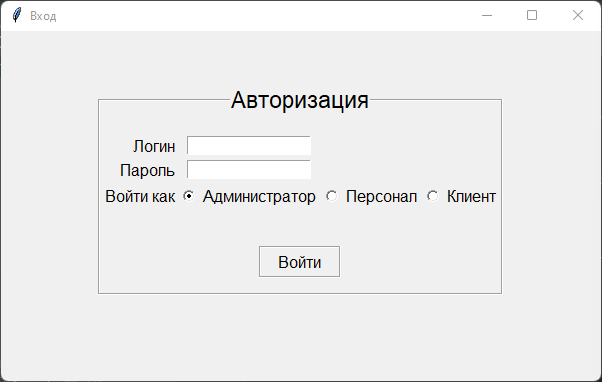 Вход
Авторизация
Логин
Пароль
Войти как Администратор Персонал Клиент
Войти